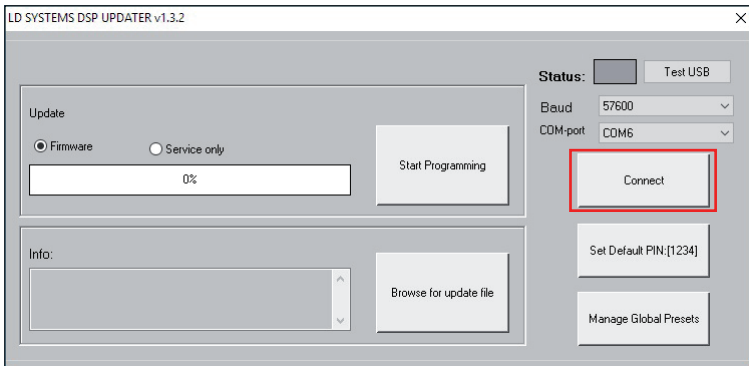 LD SYSTEMS DSP UPDATER v1.3.2
Status:
Test USB
Update
Baud
57600
Firmware
Service only
COM-port
COM6
0%
Start Programming
Connect
Info:
Browse for update file
Set Default PIN:[1234]
Manage Global Presets